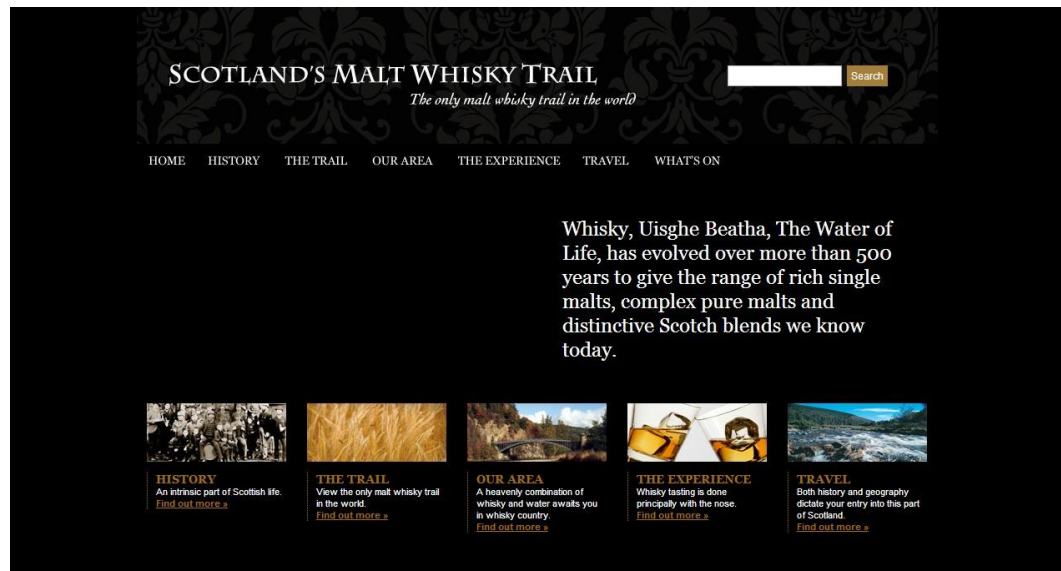 SCOTLAND'S MALT WHISKY TRAIL
The only malt whisky trail in the world
Search
HOME HISTORY THE TRAIL OUR AREA THE EXPERIENCE TRAVEL WHAT'S ON
Whisky, Uisghe Beatha, The Water of
Life, has evolved over more than 500
years to give the range of rich single
malts, complex pure malts and
distinctive Scotch blends we know
today.
HISTORY
An intrinsic part of Scottish life.
Find out more »
THE TRAIL
View the only malt whisky trail
in the world.
Find out more »
OUR AREA
A heavenly combination of
whisky and water awaits you
in whisky country.
Find out more »
THE EXPERIENCE
Whisky tasting is done
principally with the nose.
Find out more »
TRAVEL
Both history and geography
dictate your entry into this part
of Scotland.
Find out more »